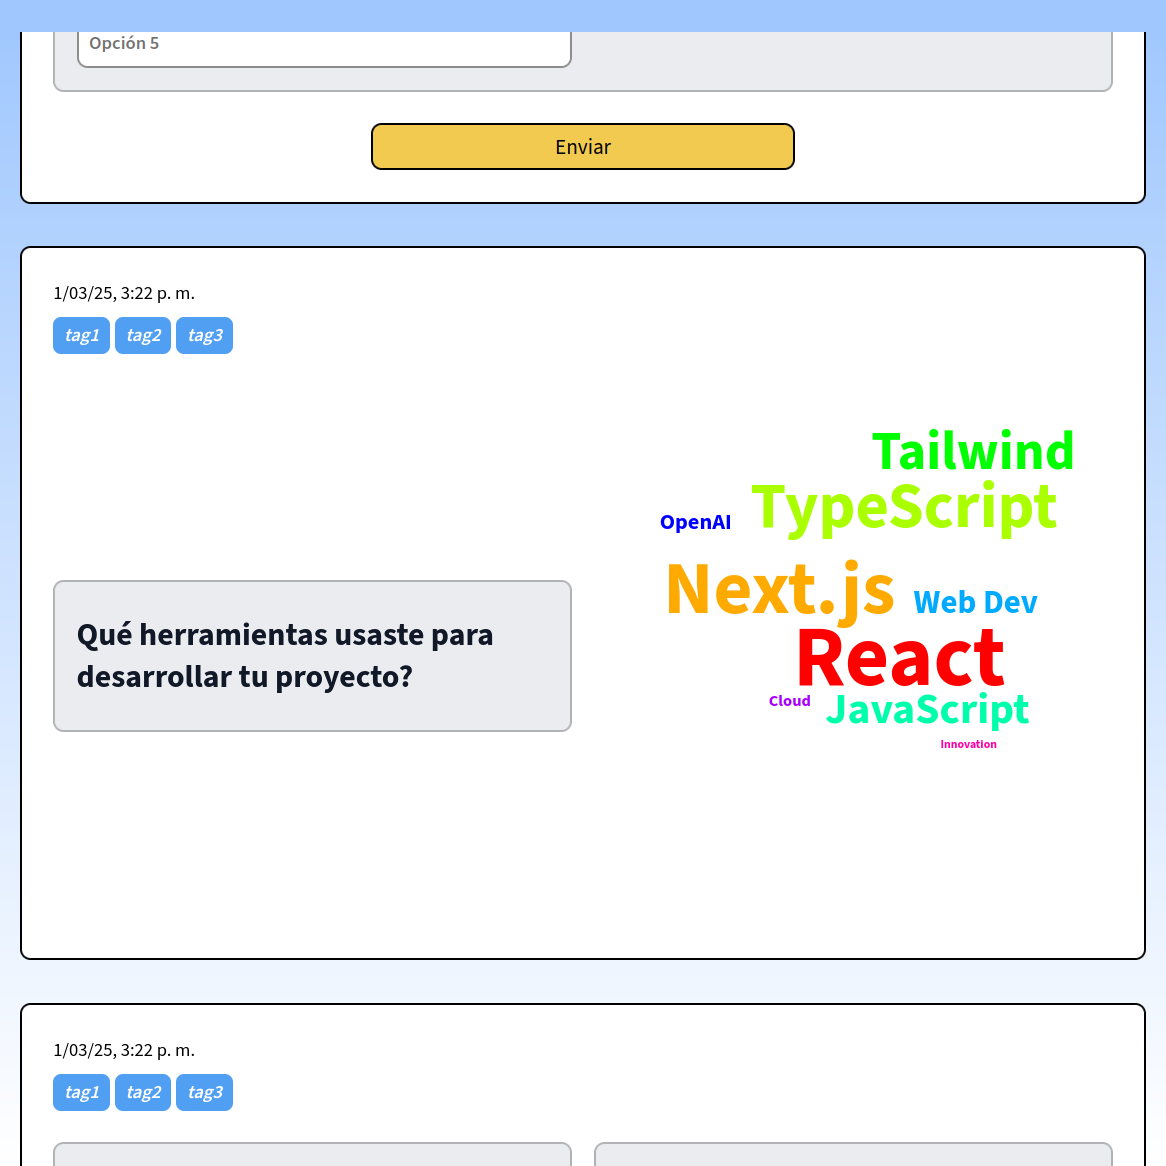 Opción 5
Enviar
1/03/25, 3:22 p. m.
tag1 tag2 tag3
Qué herramientas usaste para
desarrollar tu proyecto?
Tailwind
TypeScript
OpenAI
Next.js
Web Dev
React
Cloud
JavaScript
Innovation
1/03/25, 3:22 p. m.
tag1 tag2 tag3